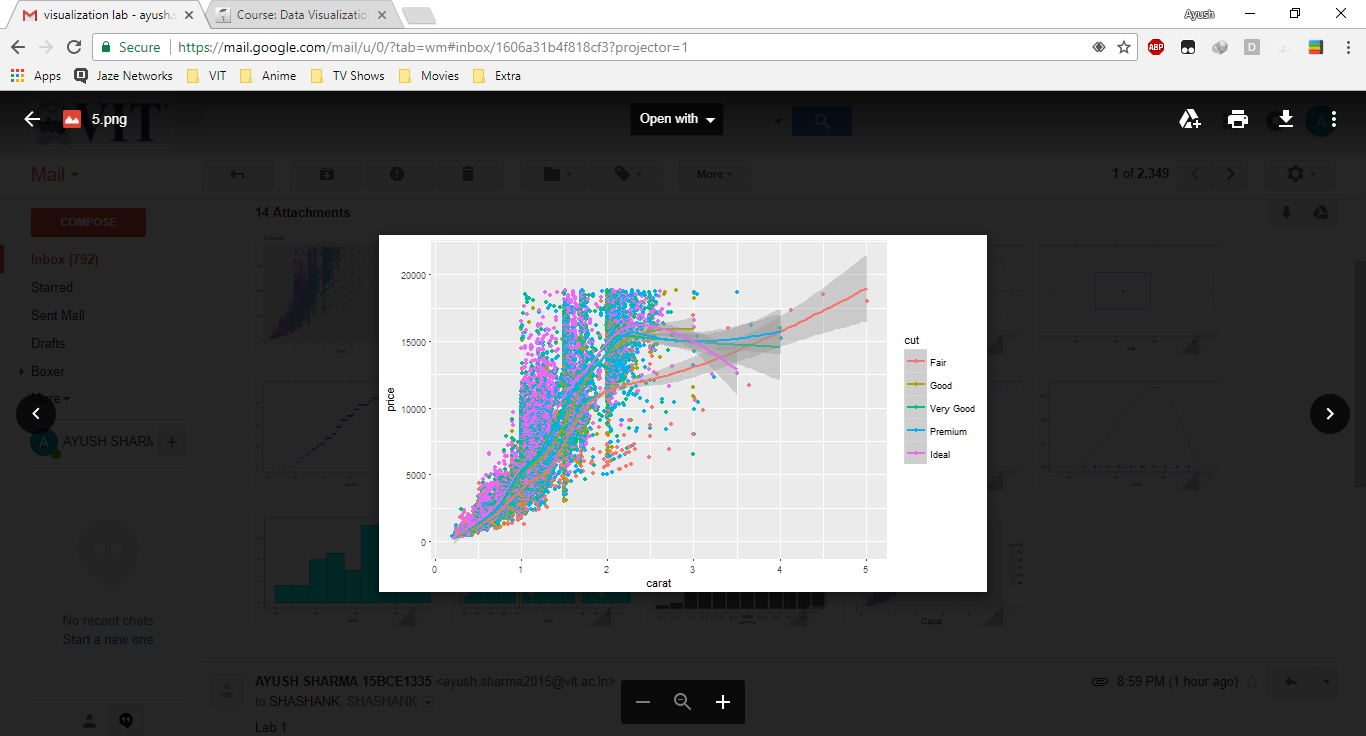 visualization lab - ayush.s
Course: Data Visualizatio
Ayush
Secure
https://mail.google.com/mail/u/0/?tab=wm#inbox/1606a31b4f818cf3?projector=1
ABP
D
Apps
Jaze Networks
VIT
Anime
TV Shows
Movies
Extra
5.png
VIT
Open with
Mail
More
1 of 2,349
A
COMPOSE
14 Attachments
Inbox (792)
Starred
Sent Mail
Drafts
Boxer
More
A AYUSH SHARM
No recent chats
Start a new one
price
20000
15000
10000
5000
0
0 1 2 3 4 5
carat
cut
Fair
Good
Very Good
Premium
Ideal
Carat
AYUSH SHARMA 15BCE1335 <ayush.sharma2015@vit.ac.in>
8:59 PM (1 hour ago)
to SHASHANK, SHASHANK
Lab 1